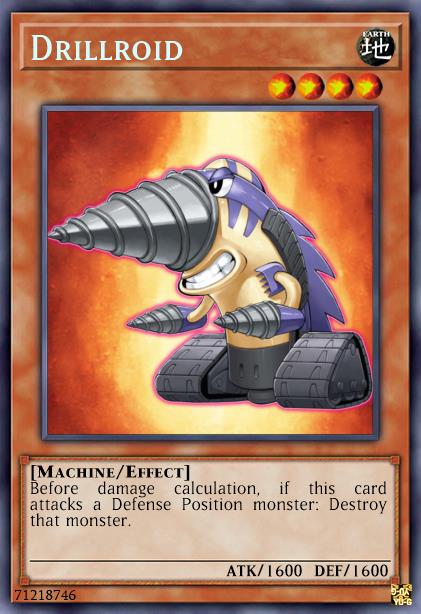 DRILLROID
EARTH
地
[MACHINE/EFFECT]
Before damage calculation, if this card
attacks a Defense Position monster: Destroy
that monster.
ATK/1600 DEF/1600
71218746